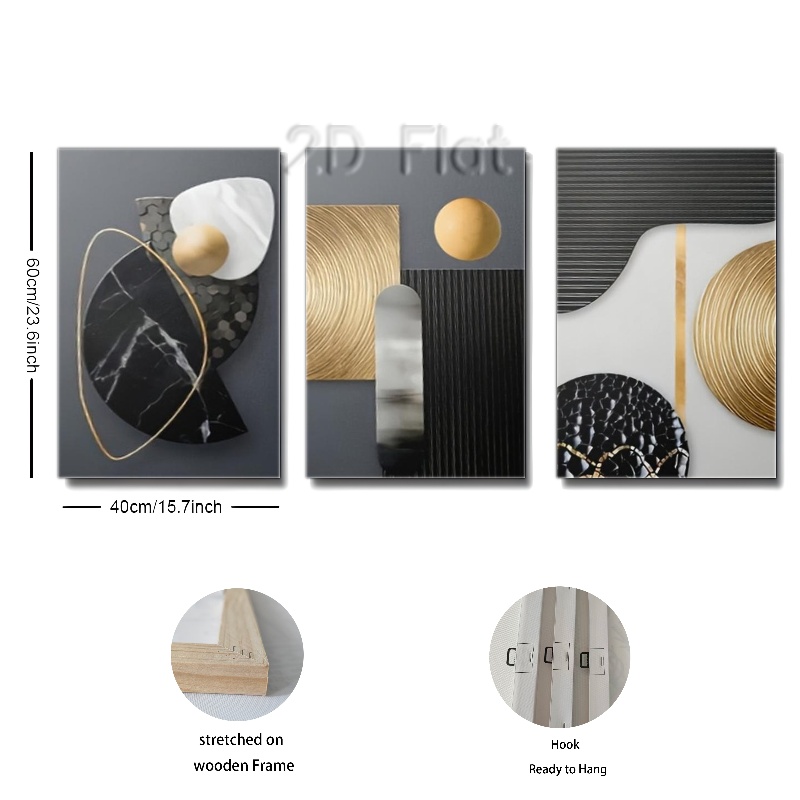 2D Flat
60cm/23.6inch
40cm/15.7inch
stretched on
wooden Frame
Hook
Ready to Hang